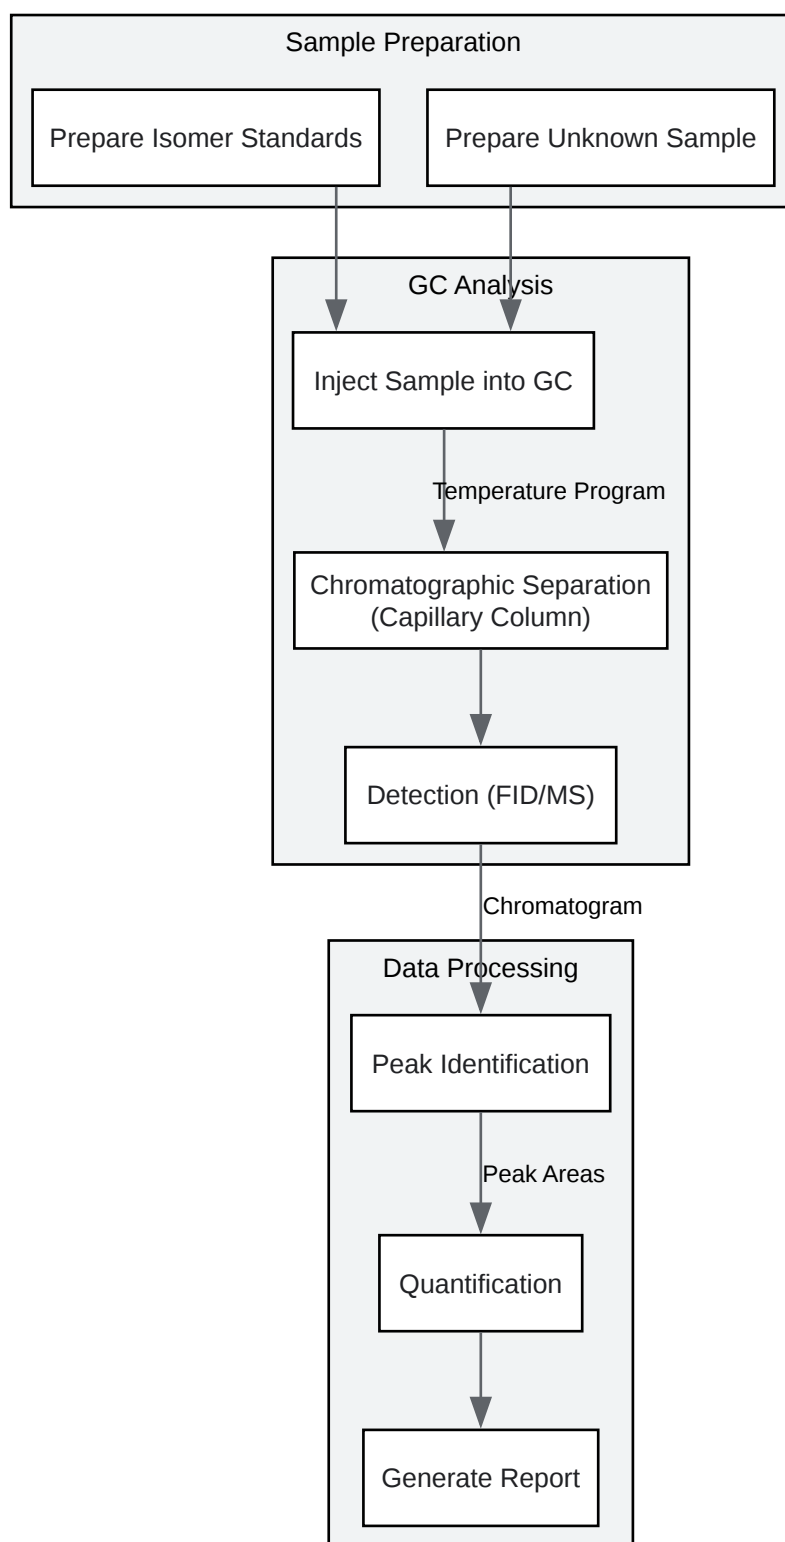 Sample Preparation
Prepare Isomer Standards
Prepare Unknown Sample
GC Analysis
Inject Sample into GC
Temperature Program
Chromatographic Separation
(Capillary Column)
Detection (FID/MS)
Chromatogram
Data Processing
Peak Identification
Peak Areas
Quantification
Generate Report